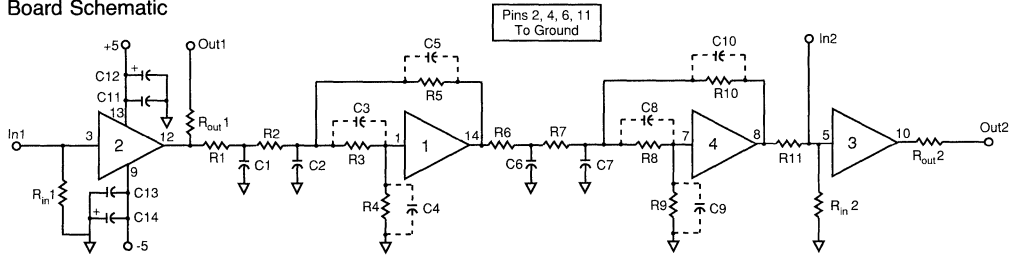 Board Schematic
Pins 2, 4, 6, 11
To Ground
+5
Out1
C12
+
C11
13
In1
3
2
12
9
Rin1
C13
C14
+
-5
Rout1
R1
C1
R2
C2
C5
R5
C3
R3
1
1
14
R4
C4
R6
C6
R7
C7
C10
R10
C8
R8
7
4
8
R9
C9
R11
In2
5
3
10
Rin 2
Rout2
Out2